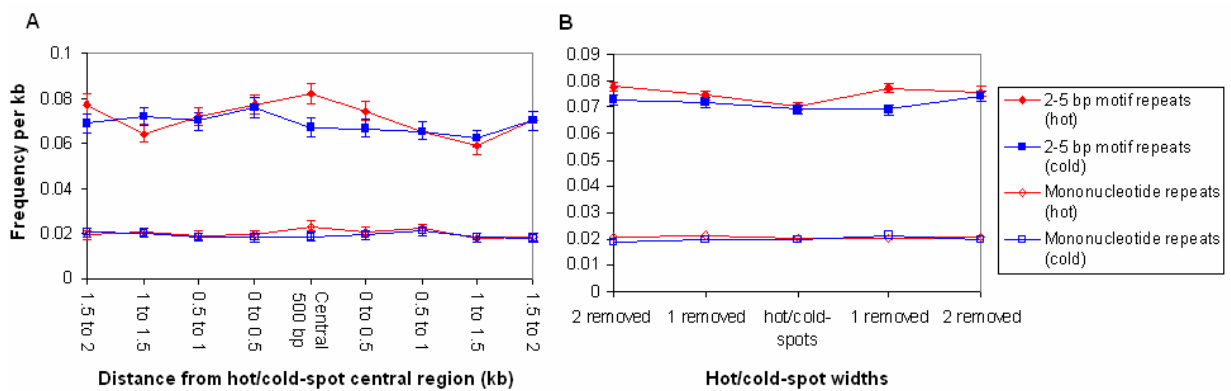 A
Frequency per kb
0.1
0.08
0.06
0.04
0.02
0
1.5 to 2
1 to 1.5
0.5 to 1
0 to 0.5
Central
500 bp
0 to 0.5
0.5 to 1
1 to 1.5
1.5 to 2
Distance from hot/cold-spot central region (kb)
B
0.09
0.08
0.07
0.06
0.05
0.04
0.03
0.02
0.01
0
2 removed
1 removed
hot/cold-
spots
1 removed
2 removed
Hot/cold-spot widths
2-5 bp motif repeats
(hot)
2-5 bp motif repeats
(cold)
Mononucleotide repeats
(hot)
Mononucleotide repeats
(cold)